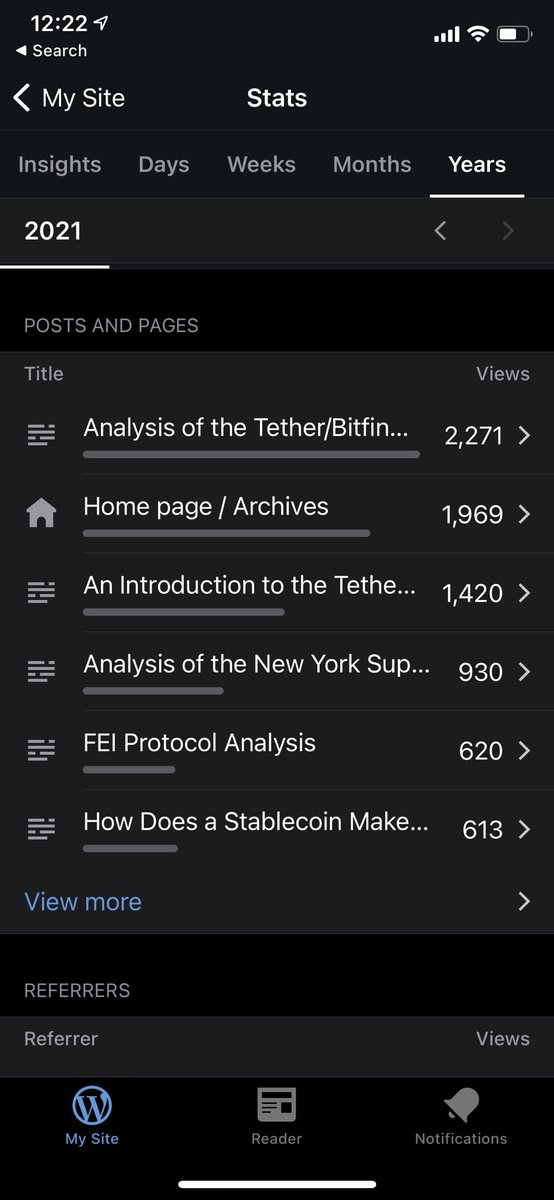 12:22
Search
My Site
Stats
Insights Days Weeks Months Years
2021
POSTS AND PAGES
Title Views
Analysis of the Tether/Bitfin... 2,271
Home page / Archives 1,969
An Introduction to the Tethe... 1,420
Analysis of the New York Sup... 930
FEI Protocol Analysis 620
How Does a Stablecoin Make... 613
View more
REFERRERS
Referrer Views
My Site Reader Notifications